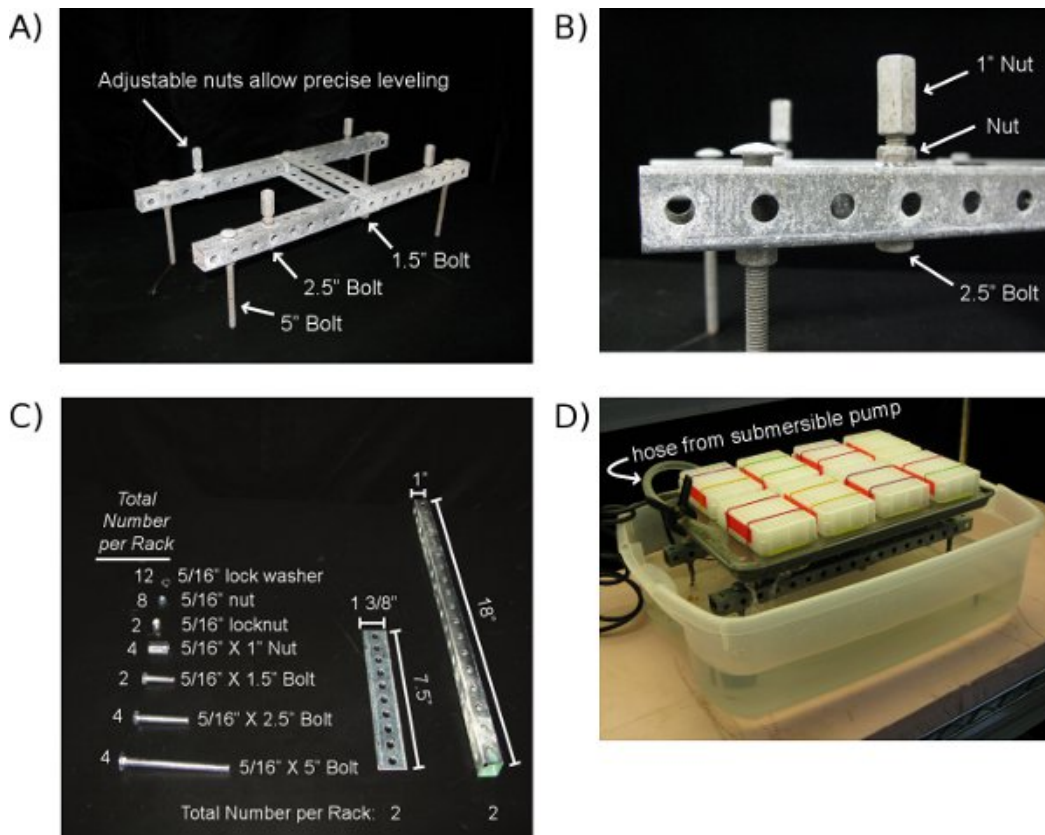 A)
Adjustable nuts allow precise leveling
1.5" Bolt
2.5" Bolt
5" Bolt
B)
1" Nut
Nut
2.5" Bolt
C)
Total
Number
per Rack
12 5/16" lock washer
8 5/16" nut
2 5/16" locknut
4 5/16" X 1" Nut
2 5/16" X 1.5" Bolt
4 5/16" X 2.5" Bolt
4 5/16" X 5" Bolt
1 3/8"
7.5"
1"
18"
Total Number per Rack: 2 2
D)
hose from submersible pump